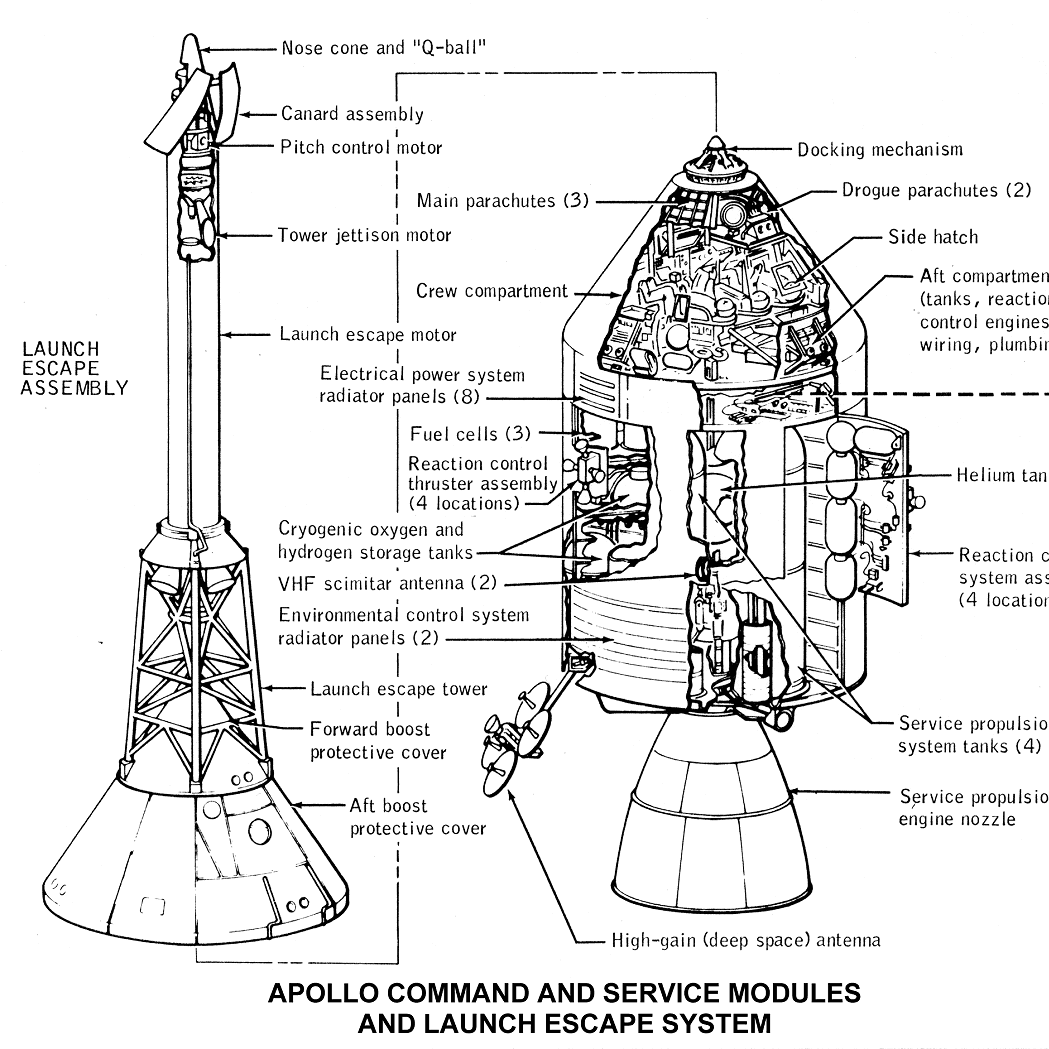 Nose cone and "Q-ball"
Canard assembly
Pitch control motor
Tower jettison motor
Launch escape motor
LAUNCH
ESCAPE
ASSEMBLY
Launch escape tower
Forward boost
protective cover
Aft boost
protective cover
Docking mechanism
Main parachutes (3)
Drogue parachutes (2)
Side hatch
Crew compartment
Aft compartmen
(tanks, reactio
control engines
wiring, plumbin
Electrical power system
radiator panels (8)
Fuel cells (3)
Reaction control
thruster assembly
(4 locations)
Cryogenic oxygen and
hydrogen storage tanks
VHF scimitar antenna (2)
Environmental control system
radiator panels (2)
Helium tan
Reaction c
system ass
(4 location
Service propulsio
system tanks (4)
Service propulsio
engine nozzle
High-gain (deep space) antenna
APOLLO COMMAND AND SERVICE MODULES
AND LAUNCH ESCAPE SYSTEM